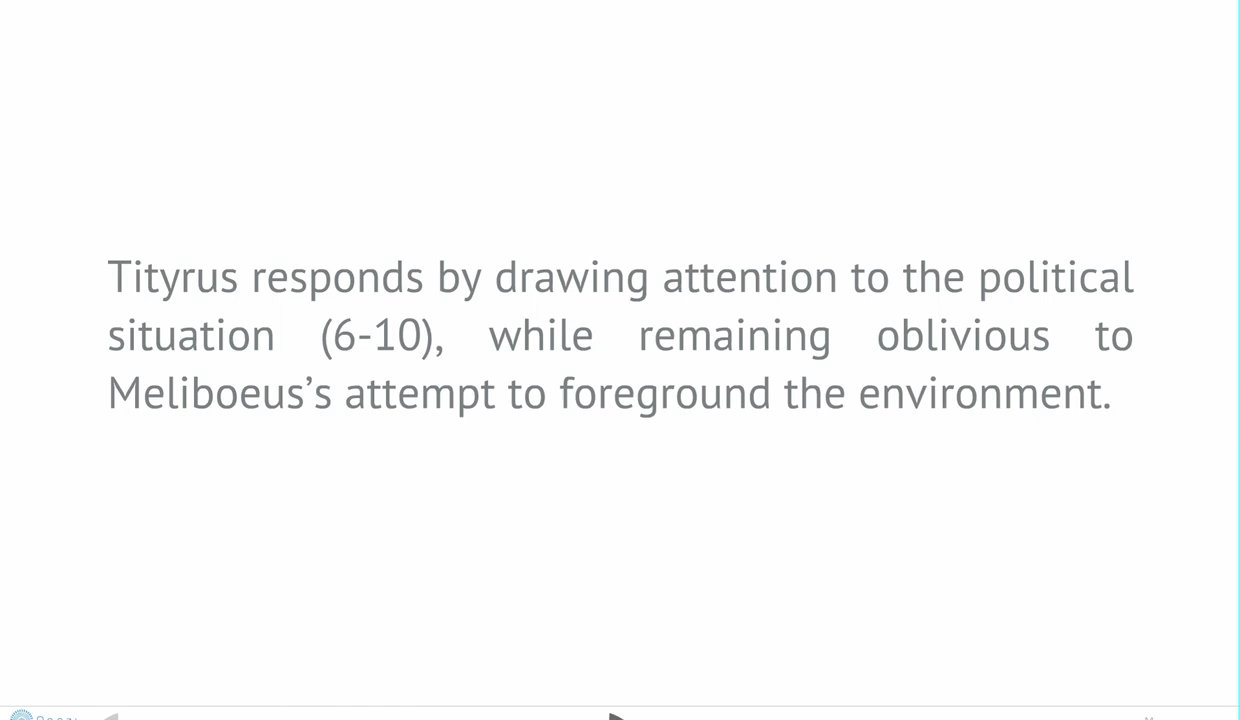 Tityrus responds by drawing attention to the political
situation (6-10), while remaining oblivious to
Meliboeus’s attempt to foreground the environment.